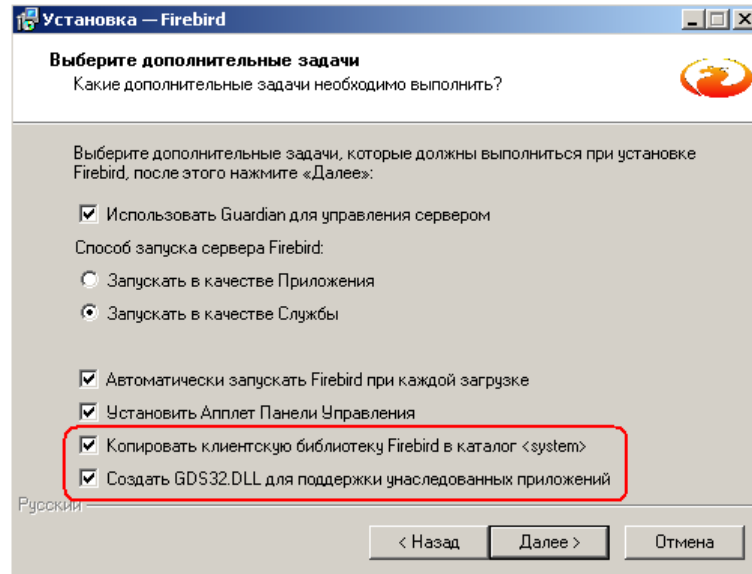 Установка — Firebird
Выберите дополнительные задачи
Какие дополнительные задачи необходимо выполнить?
Выберите дополнительные задачи, которые должны выполниться при установке
Firebird, после этого нажмите «Далее»:
Использовать Guardian для управления сервером
Способ запуска сервера Firebird:
Запускать в качестве Приложения
Запускать в качестве Службы
Автоматически запускать Firebird при каждой загрузке
Установить Апплет Панели Управления
Копировать клиентскую библиотеку Firebird в каталог <system>
Создать GDS32.DLL для поддержки унаследованных приложений
Русский
< Назад
Далее >
Отмена